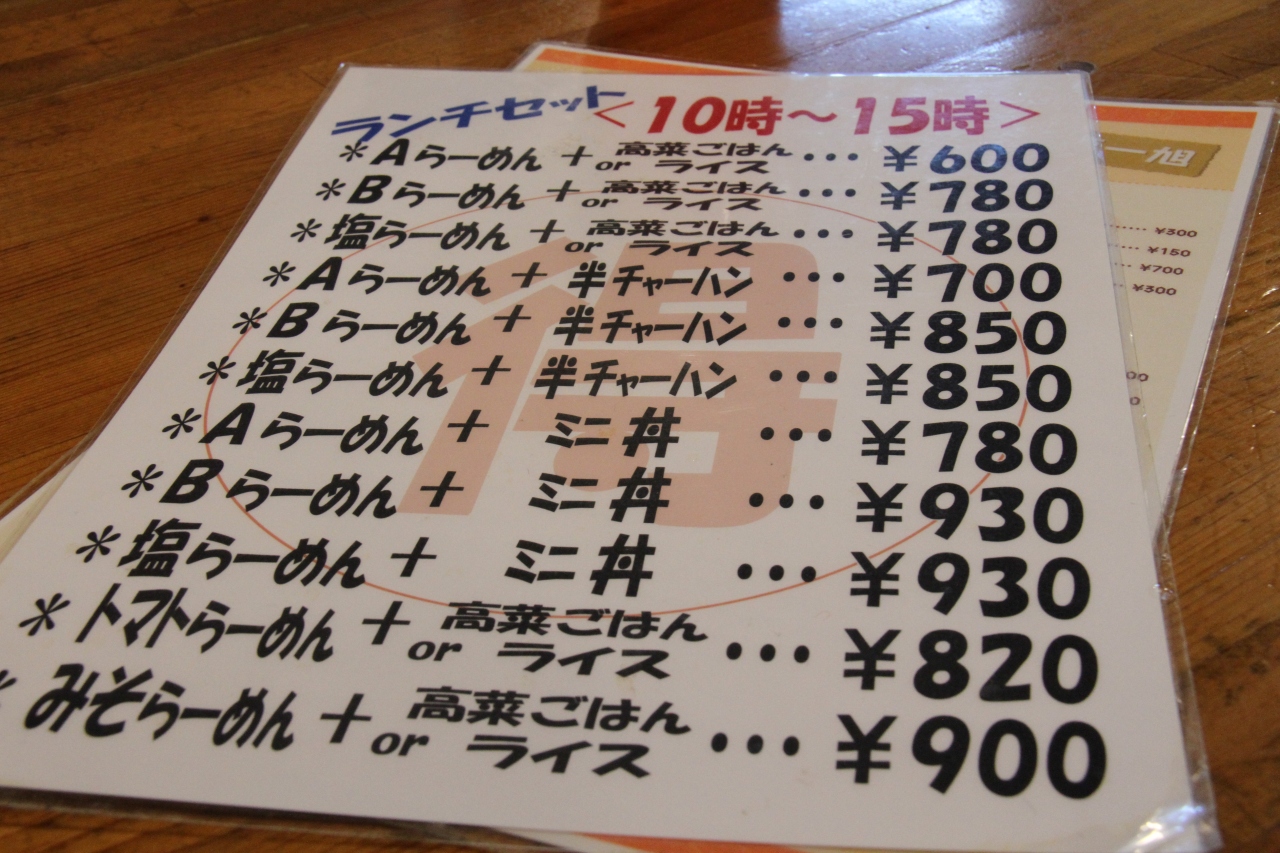 ランチセット<10時～15時>
*Aらーめん + 高菜ごはん or ライス ・・・ ¥600
*Bらーめん + 高菜ごはん or ライス ・・・ ¥780
*塩らーめん + 高菜ごはん or ライス ・・・ ¥780
*Aらーめん + 半チャーハン ・・・ ¥700
*Bらーめん + 半チャーハン ・・・ ¥850
*塩らーめん + 半チャーハン ・・・ ¥850
*Aらーめん + ミニ丼 ・・・ ¥780
*Bらーめん + ミニ丼 ・・・ ¥930
*塩らーめん + ミニ丼 ・・・ ¥930
*トマトらーめん + 高菜ごはん or ライス ・・・ ¥820
*みそらーめん + 高菜ごはん or ライス ・・・ ¥900
得
一旭
¥300
¥150
¥700
¥300